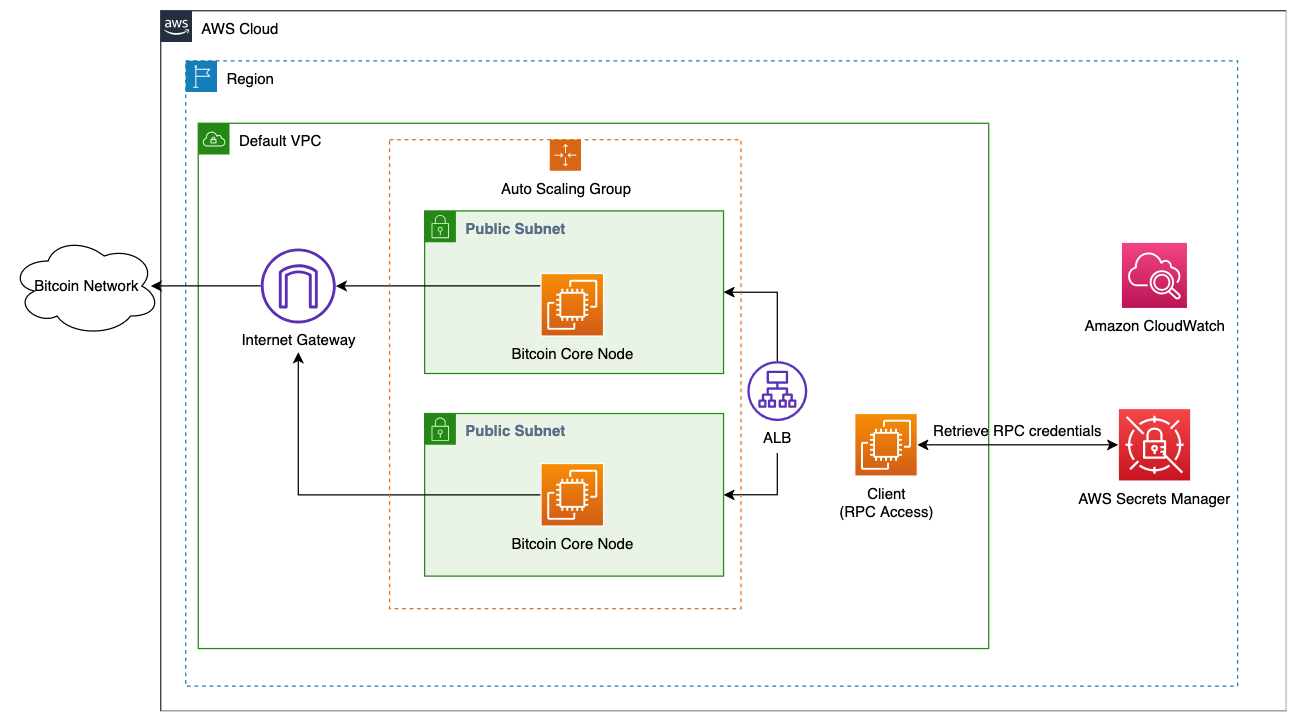 aws
AWS Cloud
Region
Default VPC
Auto Scaling Group
Public Subnet
Bitcoin Network
Internet Gateway
Bitcoin Core Node
Amazon CloudWatch
Public Subnet
ALB
Retrieve RPC credentials
Client
(RPC Access)
AWS Secrets Manager
Bitcoin Core Node